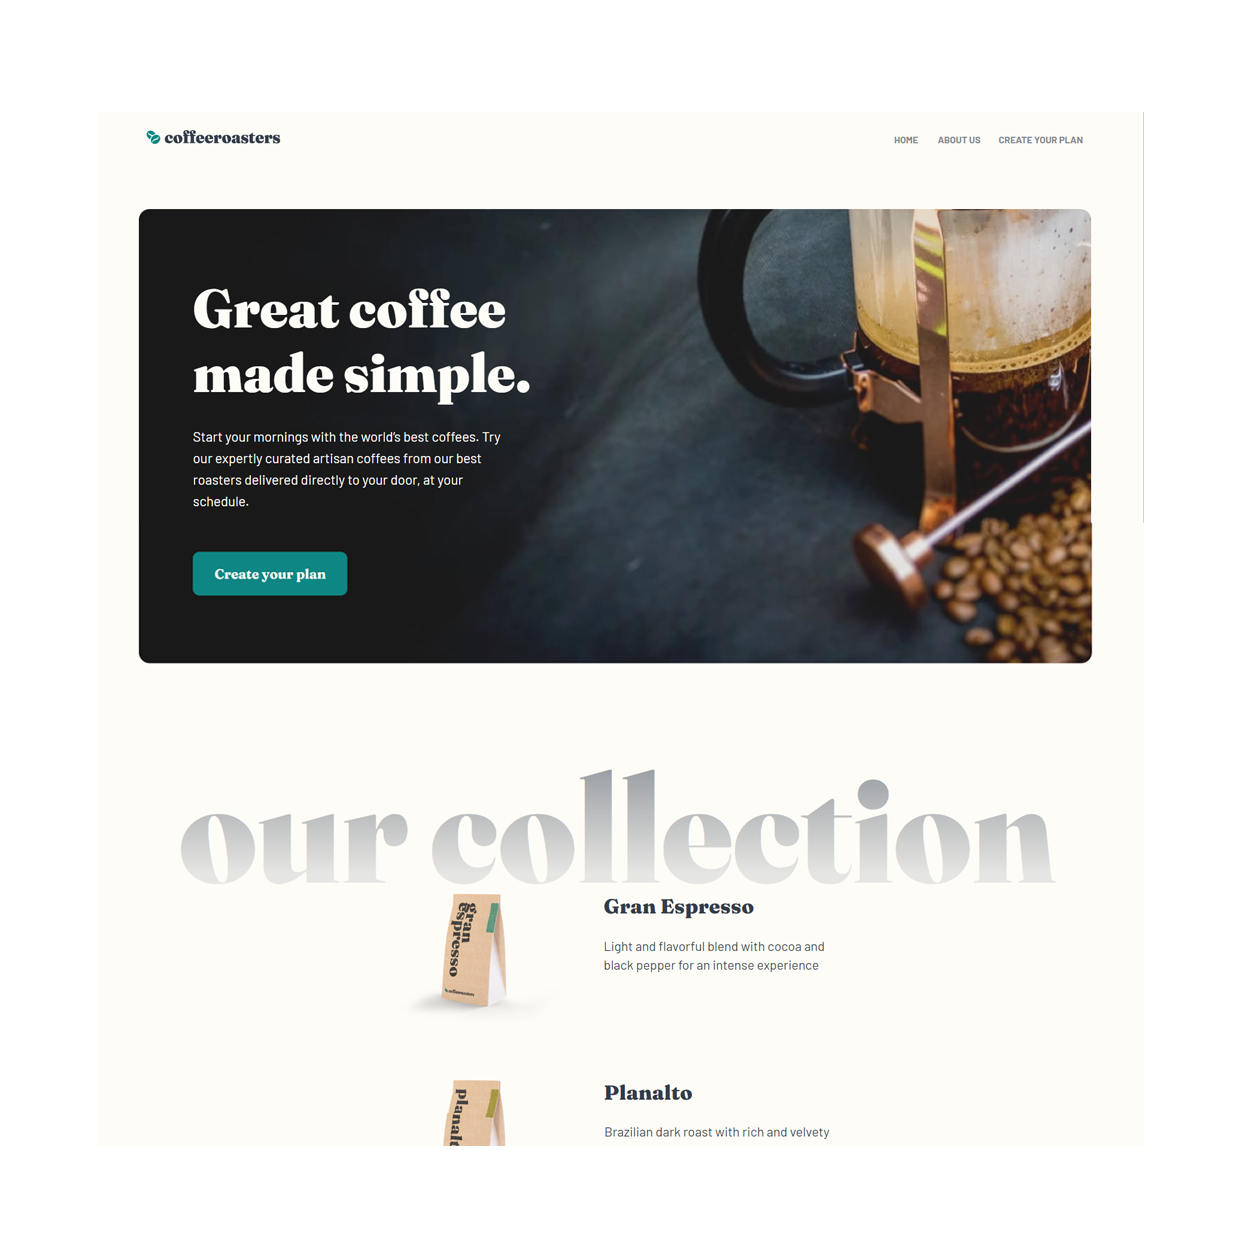 coffeeroasters
HOME ABOUT US CREATE YOUR PLAN
Great coffee
made simple.
Start your mornings with the world's best coffees. Try
our expertly curated artisan coffees from our best
roasters delivered directly to your door, at your
schedule.
Create your plan
our collection
gran
espresso
coffeeroasters
Gran Espresso
Light and flavorful blend with cocoa and
black pepper for an intense experience
planalt
Planalto
Brazilian dark roast with rich and velvety